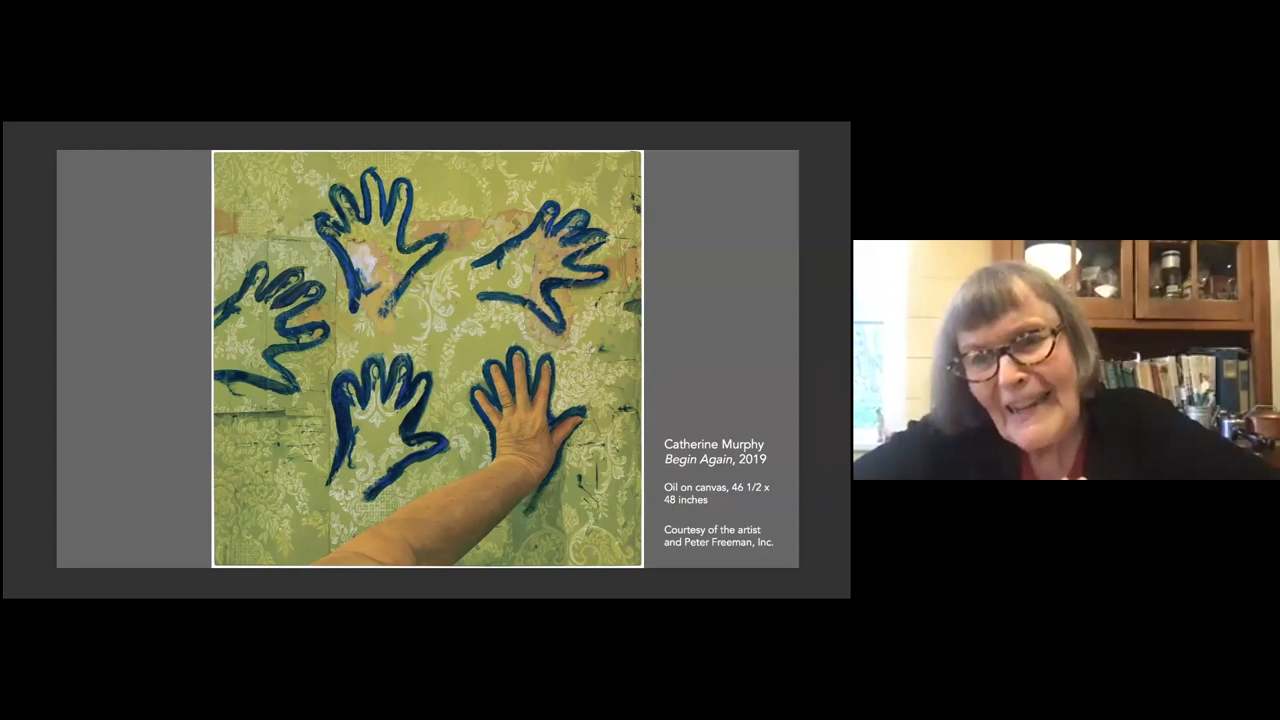 Catherine Murphy
Begin Again, 2019
Oil on canvas, 46 1/2 x
48 inches
Courtesy of the artist
and Peter Freeman, Inc.